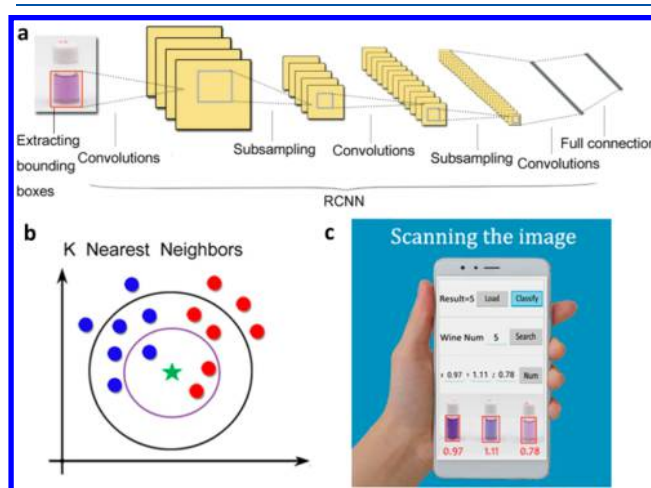 a
Extracting
bounding
boxes
Convolutions
Subsampling
Convolutions
Subsampling
Convolutions
Full connection
RCNN
b
K Nearest Neighbors
c
Scanning the image
Result=5 Load Classify
Wine Num 5 Search
0.97 1.11 0.78 Num
0.97 1.11 0.78